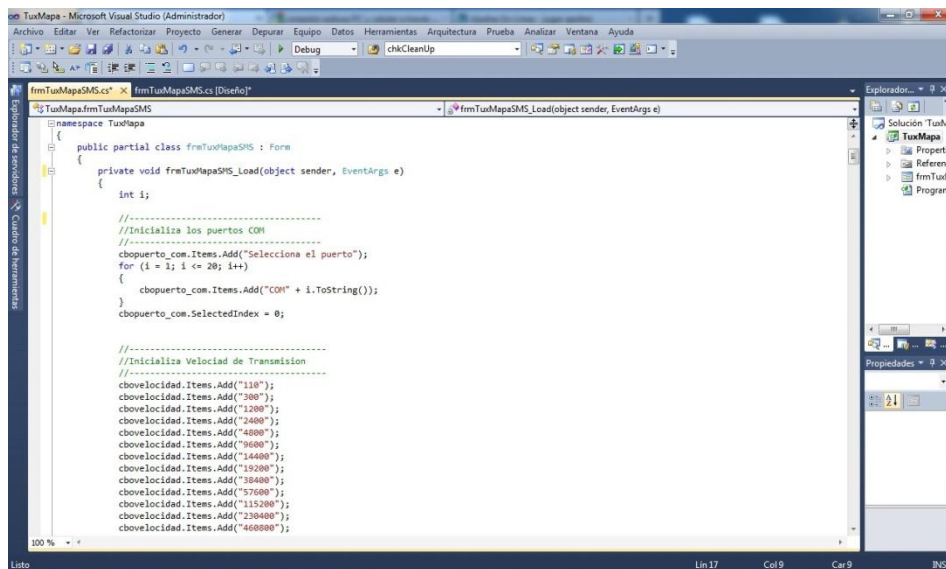 TuxMapa - Microsoft Visual Studio (Administrador)
Archivo Editar Ver Refactorizar Proyecto Generar Depurar Equipo Datos Herramientas Arquitectura Prueba Analizar Ventana Ayuda
Debug chkCleanUp
frmTuxMapaSMS.cs* frmTuxMapaSMS.cs [Diseño]*
TuxMapa.frmTuxMapaSMS frmTuxMapaSMS_Load(object sender, EventArgs e)
namespace TuxMapa
{
public partial class frmTuxMapaSMS : Form
{
private void frmTuxMapaSMS_Load(object sender, EventArgs e)
{
int i;
//-------------------------------------
//Inicializa los puertos COM
//-------------------------------------
cbopuerto_com.Items.Add("Selecciona el puerto");
for (i = 1; i <= 20; i++)
{
cbopuerto_com.Items.Add("COM" + i.ToString());
}
cbopuerto_com.SelectedIndex = 0;
//--------------------------------------
//Inicializa Velociad de Transmision
//--------------------------------------
cbovelocidad.Items.Add("110");
cbovelocidad.Items.Add("300");
cbovelocidad.Items.Add("1200");
cbovelocidad.Items.Add("2400");
cbovelocidad.Items.Add("4800");
cbovelocidad.Items.Add("9600");
cbovelocidad.Items.Add("14400");
cbovelocidad.Items.Add("19200");
cbovelocidad.Items.Add("38400");
cbovelocidad.Items.Add("57600");
cbovelocidad.Items.Add("115200");
cbovelocidad.Items.Add("230400");
cbovelocidad.Items.Add("460800");
100 %
Explorador de servidores
Cuadro de herramientas
Explorador...
Solución 'TuxM
TuxMapa
Propert
Referen
frmTuxl
Program
Propiedades
Listo Lín 17 Col 9 Car 9 INS